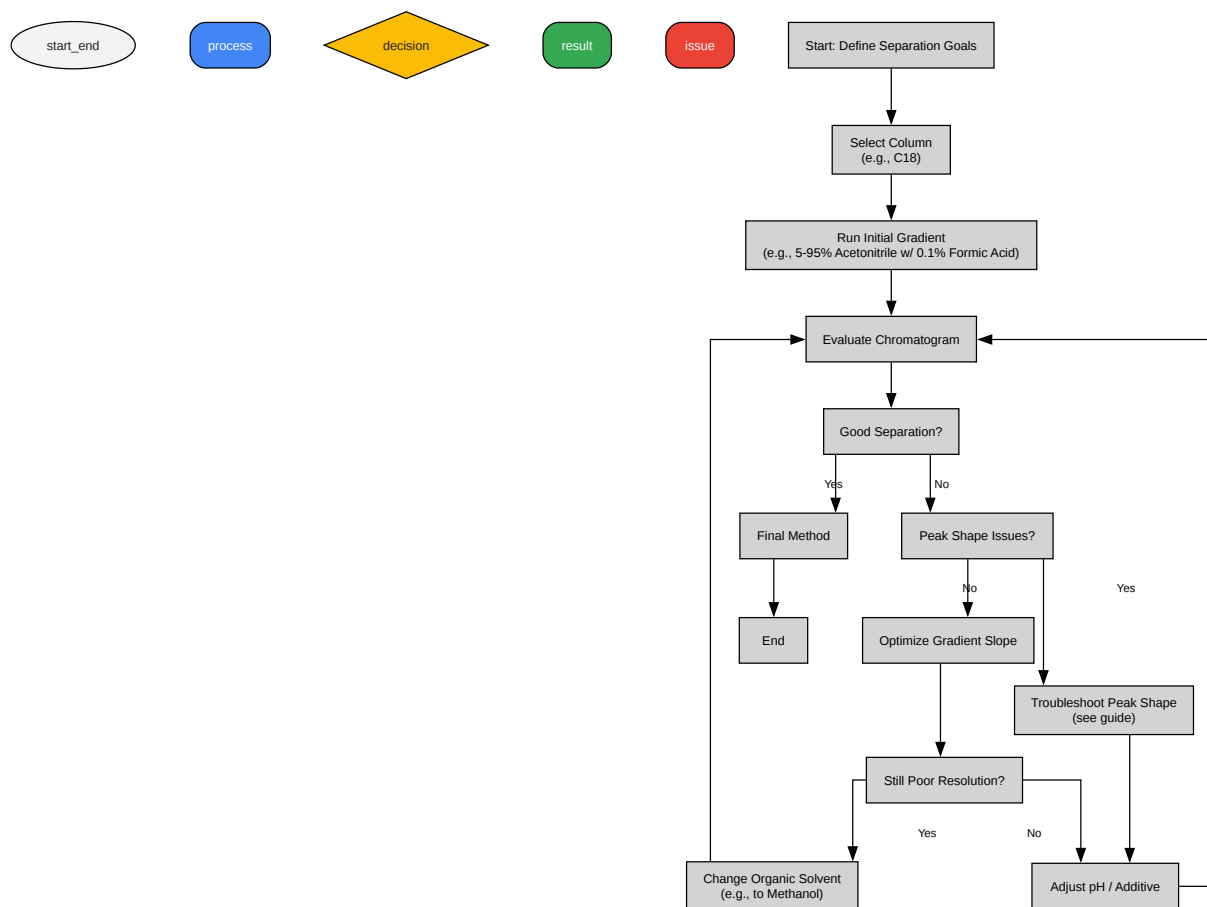 start_end
process
decision
result
issue
Start: Define Separation Goals
Select Column
(e.g., C18)
Run Initial Gradient
(e.g., 5-95% Acetonitrile w/ 0.1% Formic Acid)
Evaluate Chromatogram
Good Separation?
Yes
No
Final Method
Peak Shape Issues?
No
Yes
End
Optimize Gradient Slope
Troubleshoot Peak Shape
(see guide)
Still Poor Resolution?
Yes
No
Change Organic Solvent
(e.g., to Methanol)
Adjust pH / Additive